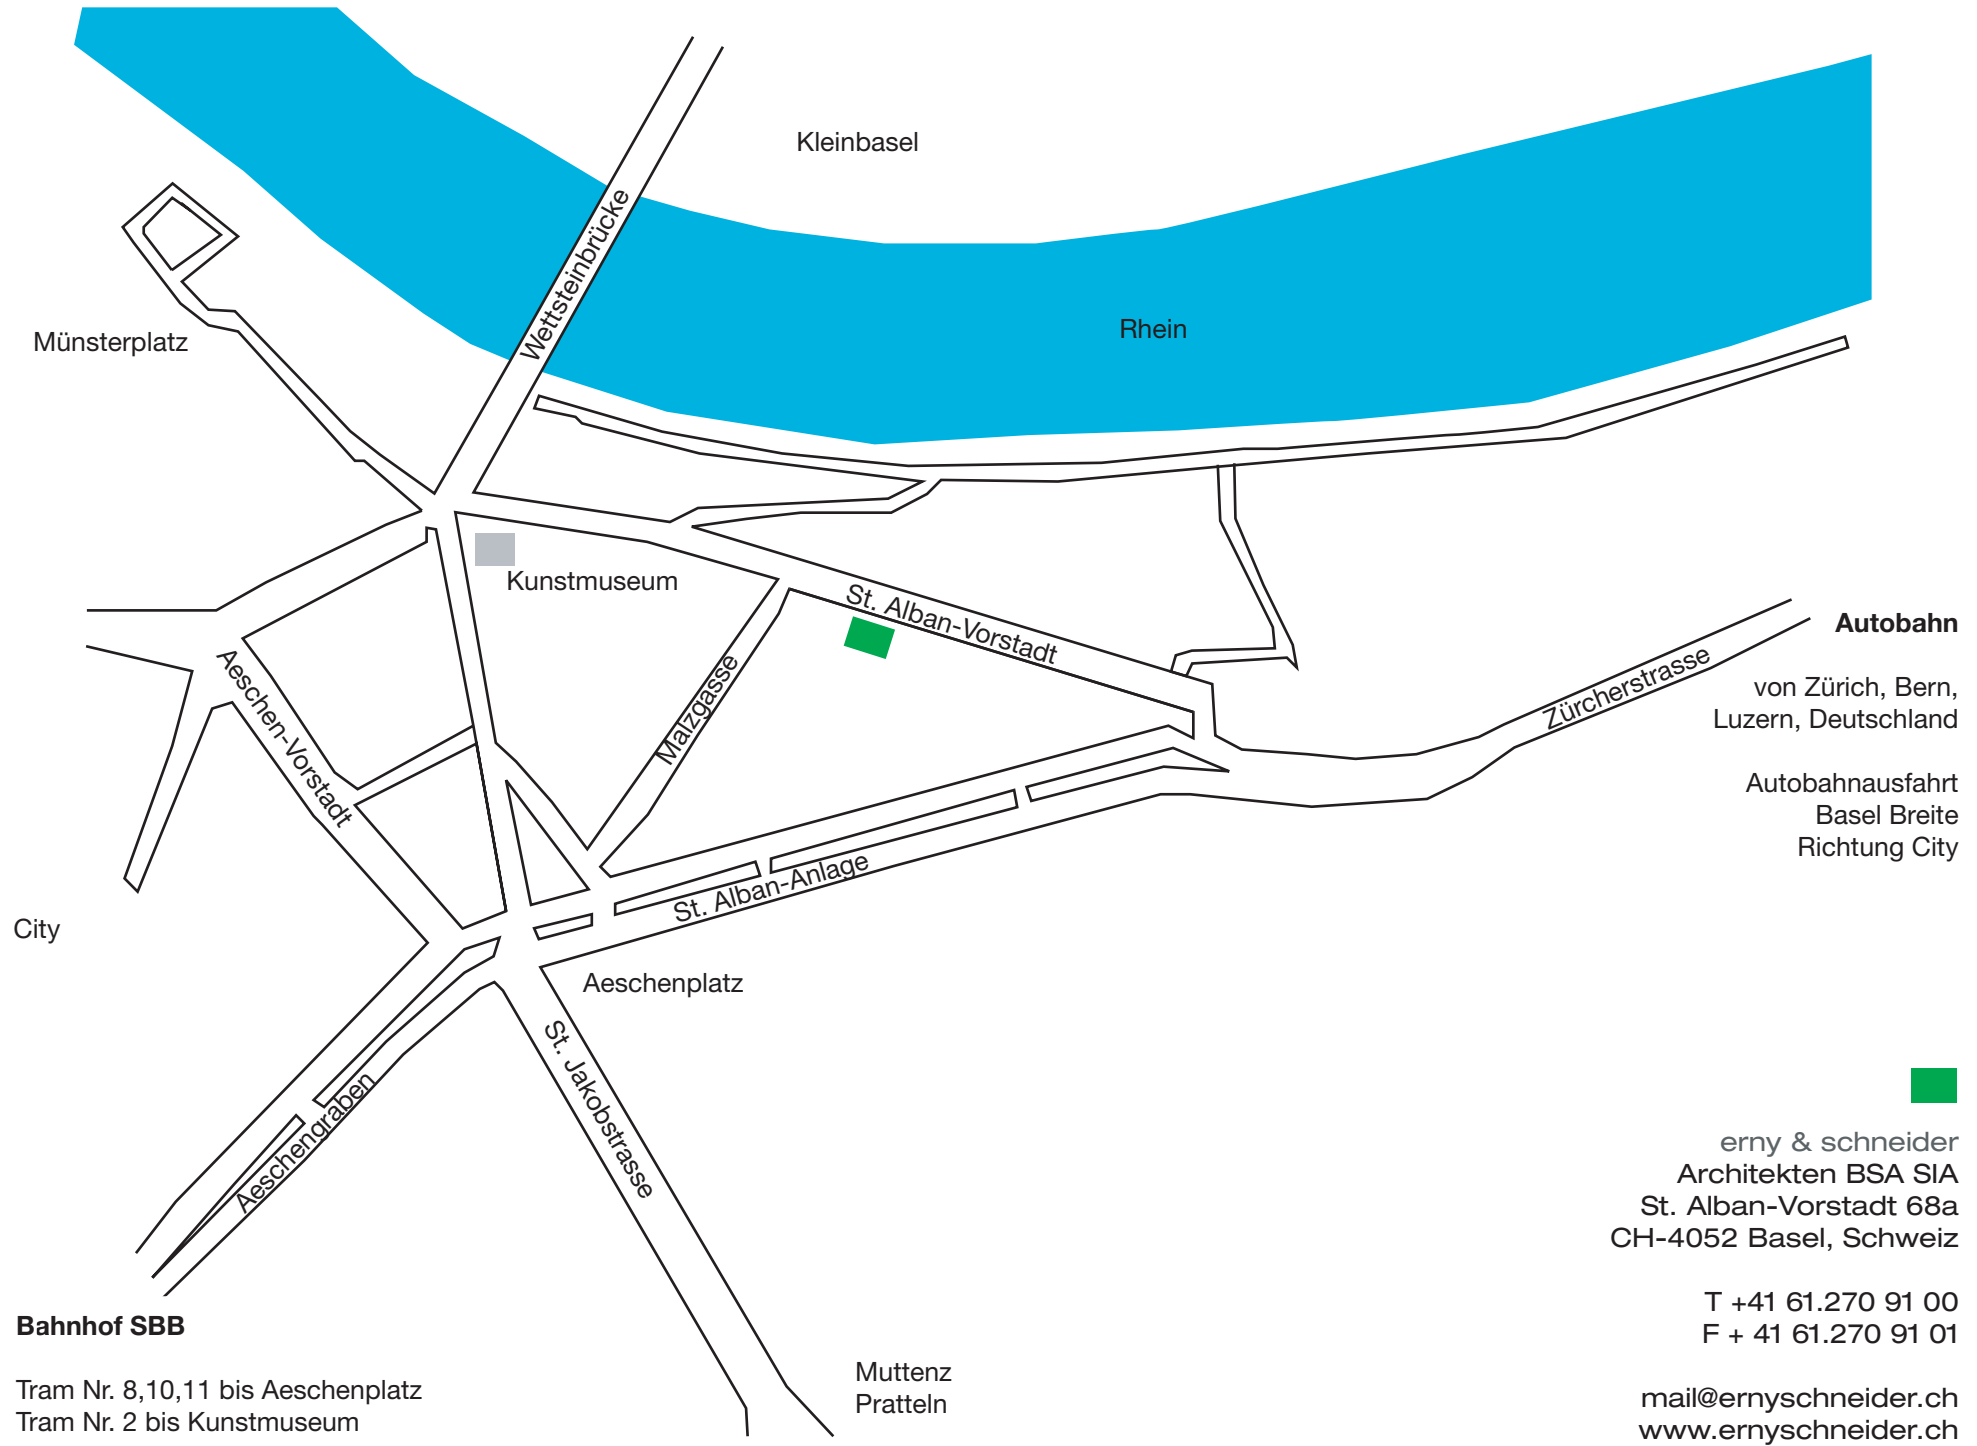 Kleinbasel
Wettsteinbrücke
Rhein
Münsterplatz
Kunstmuseum
St. Alban-Vorstadt
Malzgasse
Aeschen-Vorstadt
Zürcherstrasse
Autobahn
von Zürich, Bern,
Luzern, Deutschland
Autobahnausfahrt
Basel Breite
Richtung City
City
St. Alban-Anlage
Aeschenplatz
St. Jakobstrasse
Aeschengraben
Bahnhof SBB
Tram Nr. 8,10,11 bis Aeschenplatz
Tram Nr. 2 bis Kunstmuseum
Muttenz
Pratteln
erny & schneider
Architekten BSA SIA
St. Alban-Vorstadt 68a
CH-4052 Basel, Schweiz
T +41 61.270 91 00
F + 41 61.270 91 01
mail@ernyschneider.ch
www.ernyschneider.ch